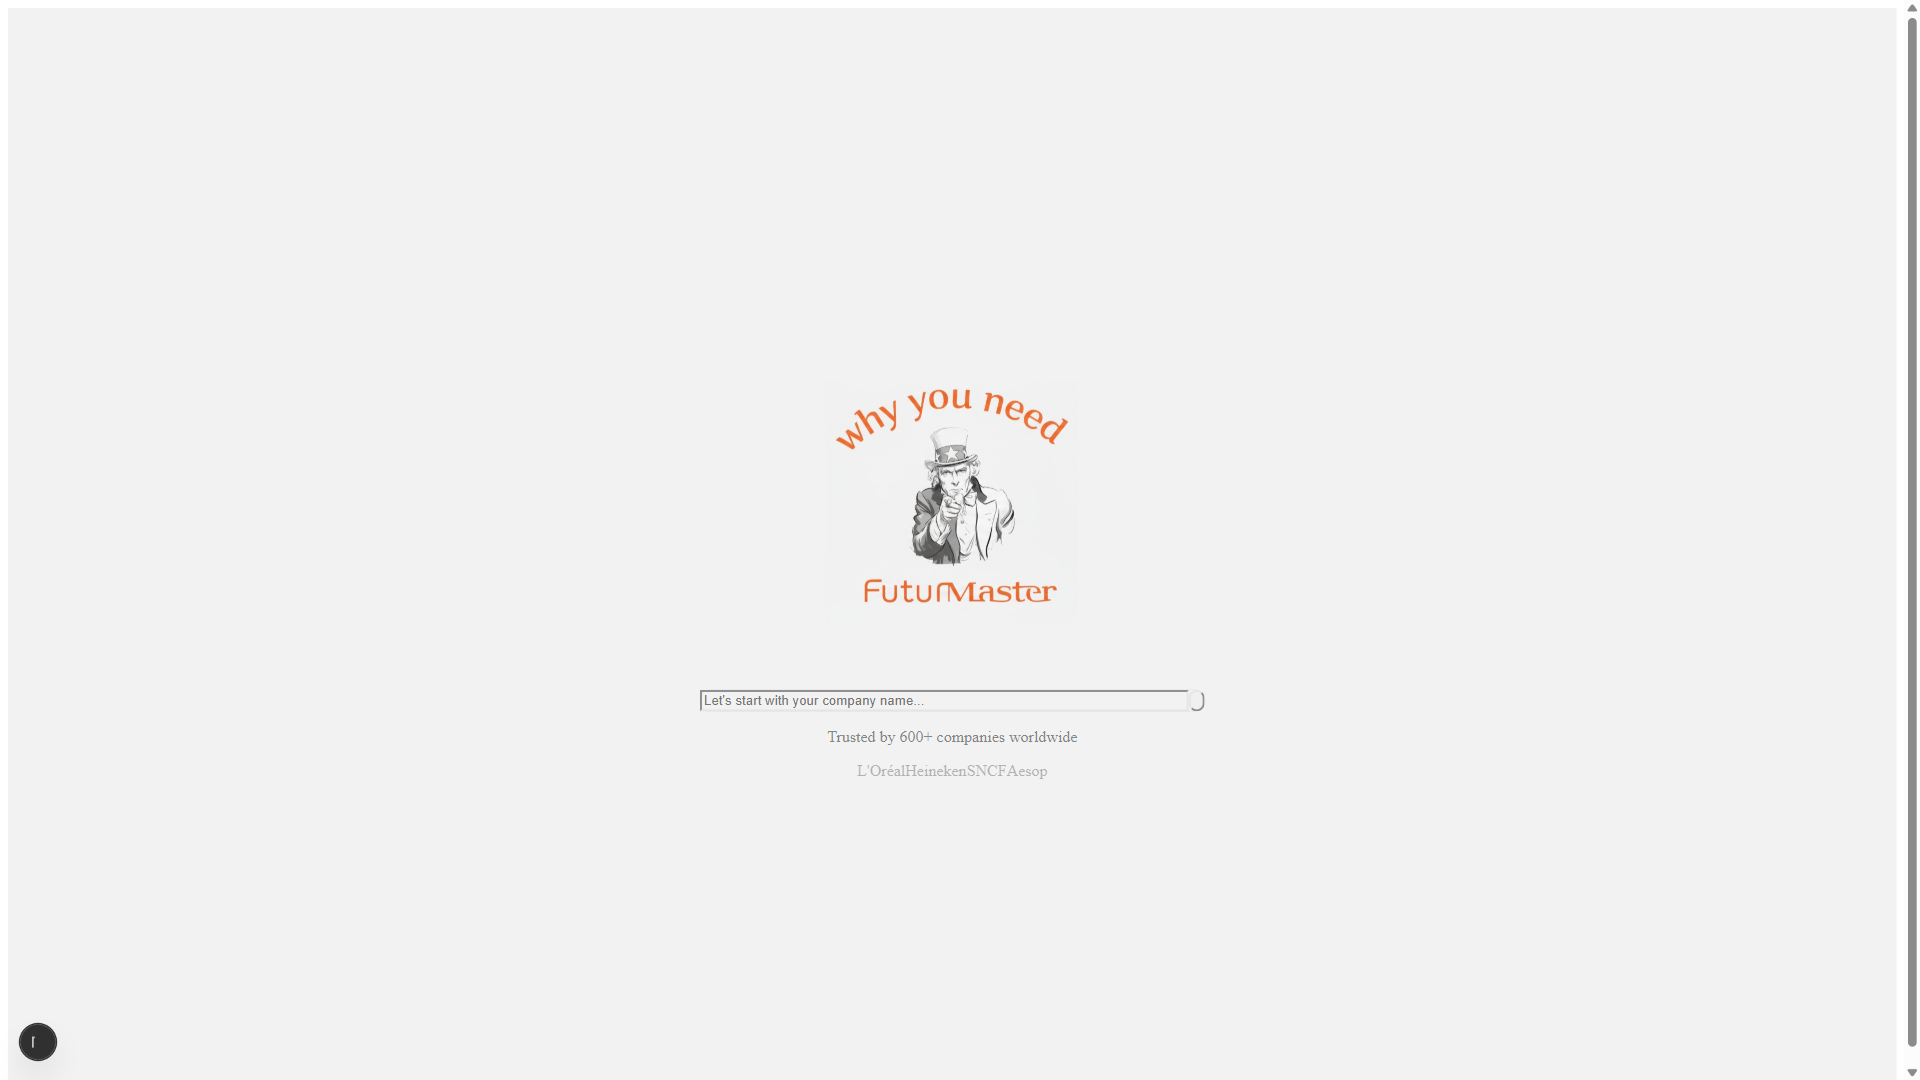 why you need
FuturMaster
Let's start with your company name...
Trusted by 600+ companies worldwide
L'OréalHeinekenSNCFAesop